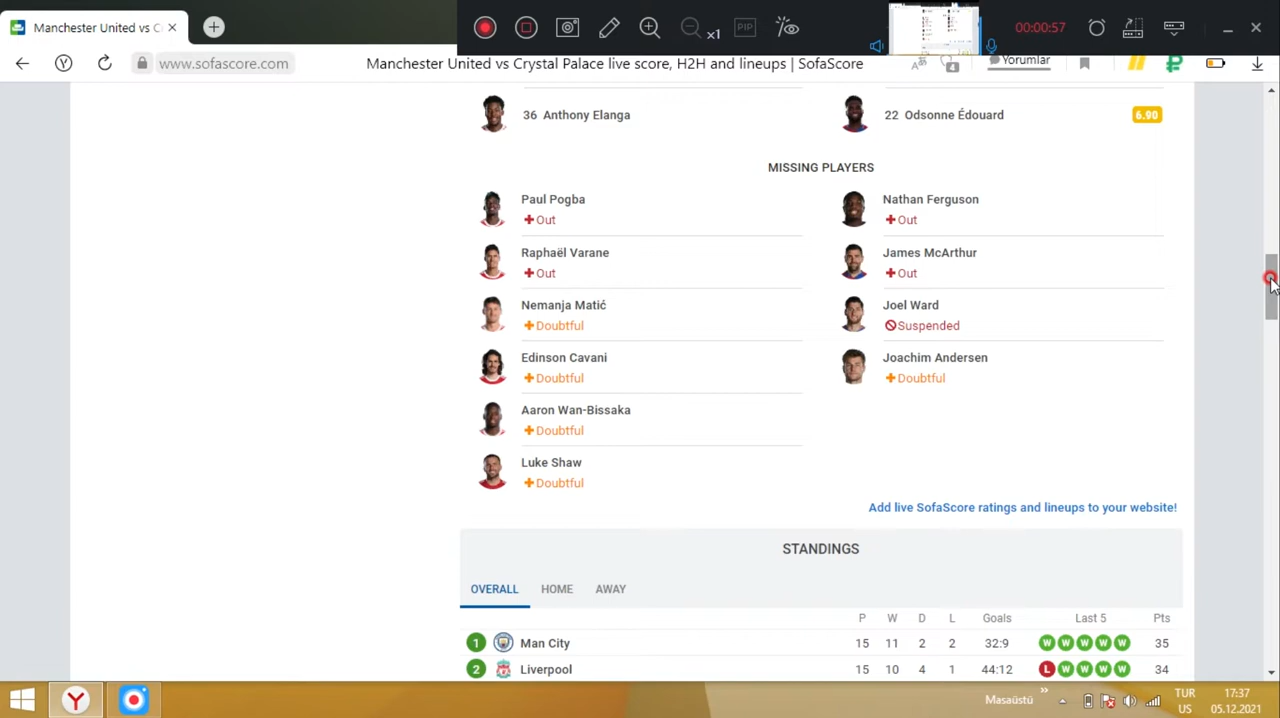 Manchester United vs C
x1
PIP
00:00:57
www.sofascore.com
Manchester United vs Crystal Palace live score, H2H and lineups | SofaScore
Yorumlar
4
36 Anthony Elanga
22 Odsonne Édouard
6.90
MISSING PLAYERS
Paul Pogba
Out
Nathan Ferguson
Out
Raphaël Varane
Out
James McArthur
Out
Nemanja Matić
Doubtful
Joel Ward
Suspended
Edinson Cavani
Doubtful
Joachim Andersen
Doubtful
Aaron Wan-Bissaka
Doubtful
Luke Shaw
Doubtful
Add live SofaScore ratings and lineups to your website!
STANDINGS
OVERALL HOME AWAY
P W D L Goals Last 5 Pts
1 Man City 15 11 2 2 32:9 W W W W W 35
2 Liverpool 15 10 4 1 44:12 L W W W W 34
Masaüstü
TUR
US
17:37
05.12.2021